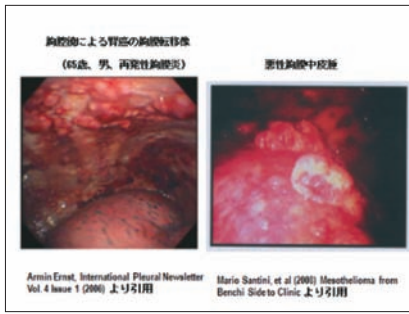 胸腔鏡による腎癌の胸膜転移像
(65歳、男、再発性胸膜炎)
悪性胸膜中皮腫
Armin Ernst, International Pleural Newsletter
Vol. 4 Issue 1 (2006) より引用
Mario Santini, et al (2008) Mesothelioma from
Benchi Side to Clinic より引用